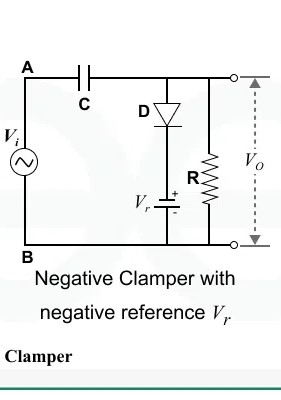 A
C
D
V_i
V_O
R
V_r
+
-
B
Negative Clamper with
negative reference V_r
Clamper